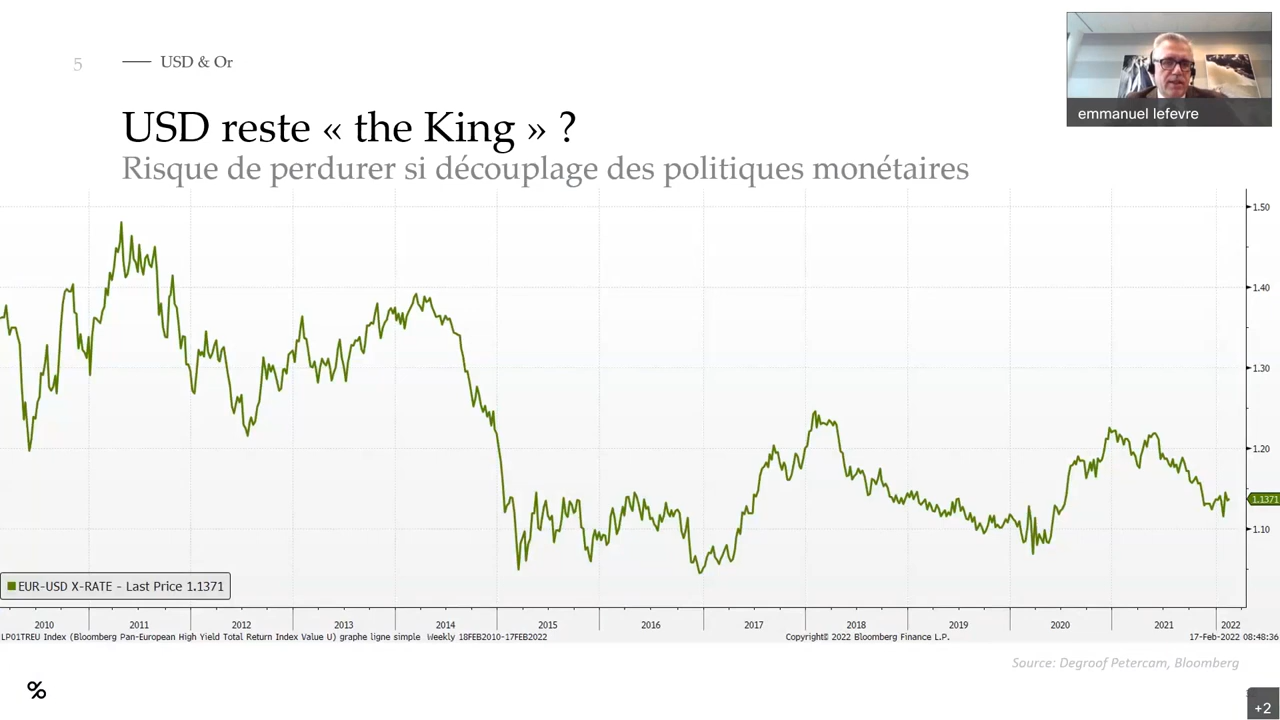 5
USD & Or
emmanuel lefevre
USD reste « the King » ?
Risque de perdurer si découplage des politiques monétaires
1.50
1.40
1.30
1.20
1.1371
1.10
EUR-USD X-RATE - Last Price 1.1371
2010 2011 2012 2013 2014 2015 2016 2017 2018 2019 2020 2021 2022
LP01TREU Index (Bloomberg Pan-European High Yield Total Return Index Value U) graphe ligne simple Weekly 18FEB2010-17FEB2022 Copyright© 2022 Bloomberg Finance L.P. 17-Feb-2022 08:48:36
Source: Degroof Petercam, Bloomberg
%
+2